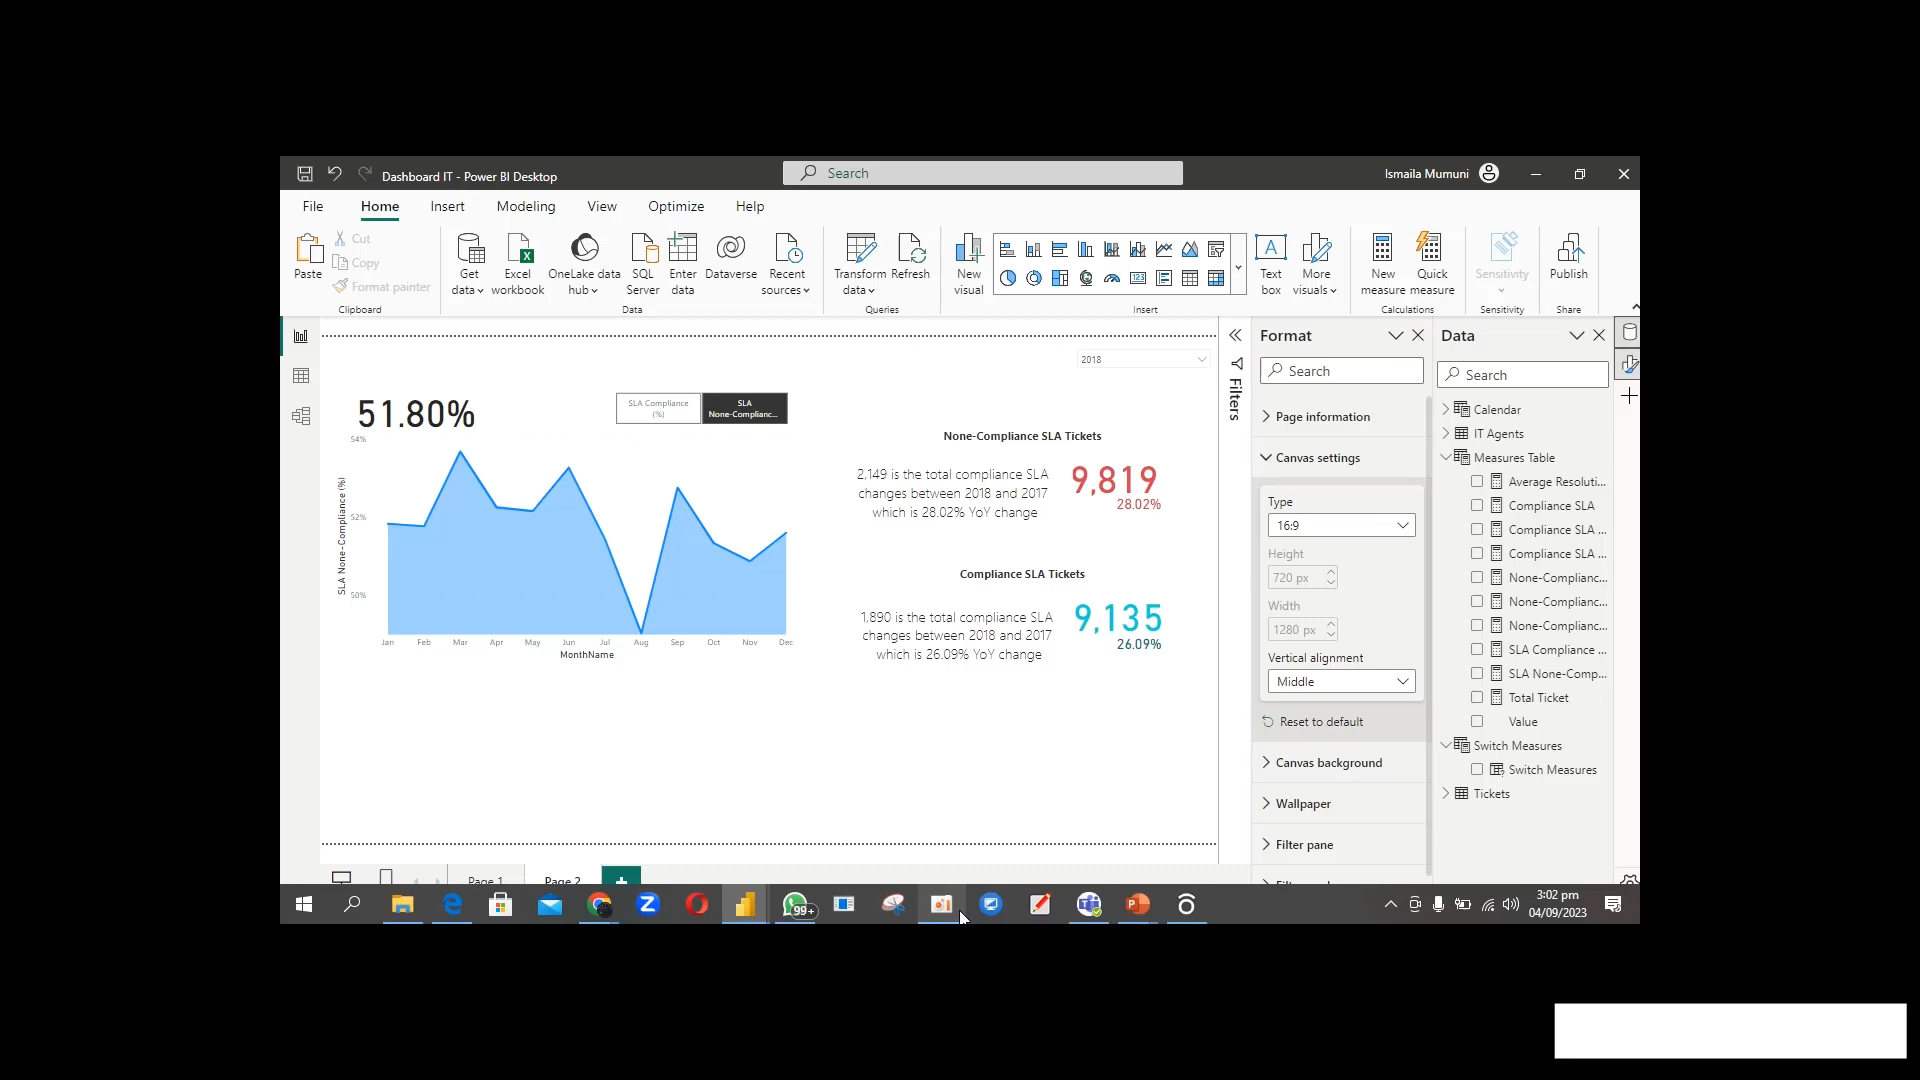 Dashboard IT - Power BI Desktop
Search
Ismaila Mumuni
File
Home
Insert
Modeling
View
Optimize
Help
Paste
Cut
Copy
Format painter
Clipboard
Get
data
Excel
workbook
OneLake data
hub
SQL
Server
Enter
data
Dataverse
Recent
sources
Data
Transform
data
Refresh
Queries
New
visual
Insert
Text
box
More
visuals
New
measure
Quick
measure
Calculations
Sensitivity
Sensitivity
Publish
Share
2018
51.80%
SLA Compliance
(%)
SLA
None-Complianc...
54%
52%
50%
SLA None-Compliance (%)
Jan
Feb
Mar
Apr
May
Jun
Jul
Aug
Sep
Oct
Nov
Dec
MonthName
None-Compliance SLA Tickets
2,149 is the total compliance SLA
changes between 2018 and 2017
which is 28.02% YoY change
9,819
28.02%
Compliance SLA Tickets
1,890 is the total compliance SLA
changes between 2018 and 2017
which is 26.09% YoY change
9,135
26.09%
Filters
Format
Search
Page information
Canvas settings
Type
16:9
Height
720 px
Width
1280 px
Vertical alignment
Middle
Reset to default
Canvas background
Wallpaper
Filter pane
Data
Search
Calendar
IT Agents
Measures Table
Average Resoluti...
Compliance SLA
Compliance SLA ...
Compliance SLA ...
None-Complianc...
None-Complianc...
None-Complianc...
SLA Compliance ...
SLA None-Comp...
Total Ticket
Value
Switch Measures
Switch Measures
Tickets
Page 1
Page 2
99+
3:02 pm
04/09/2023